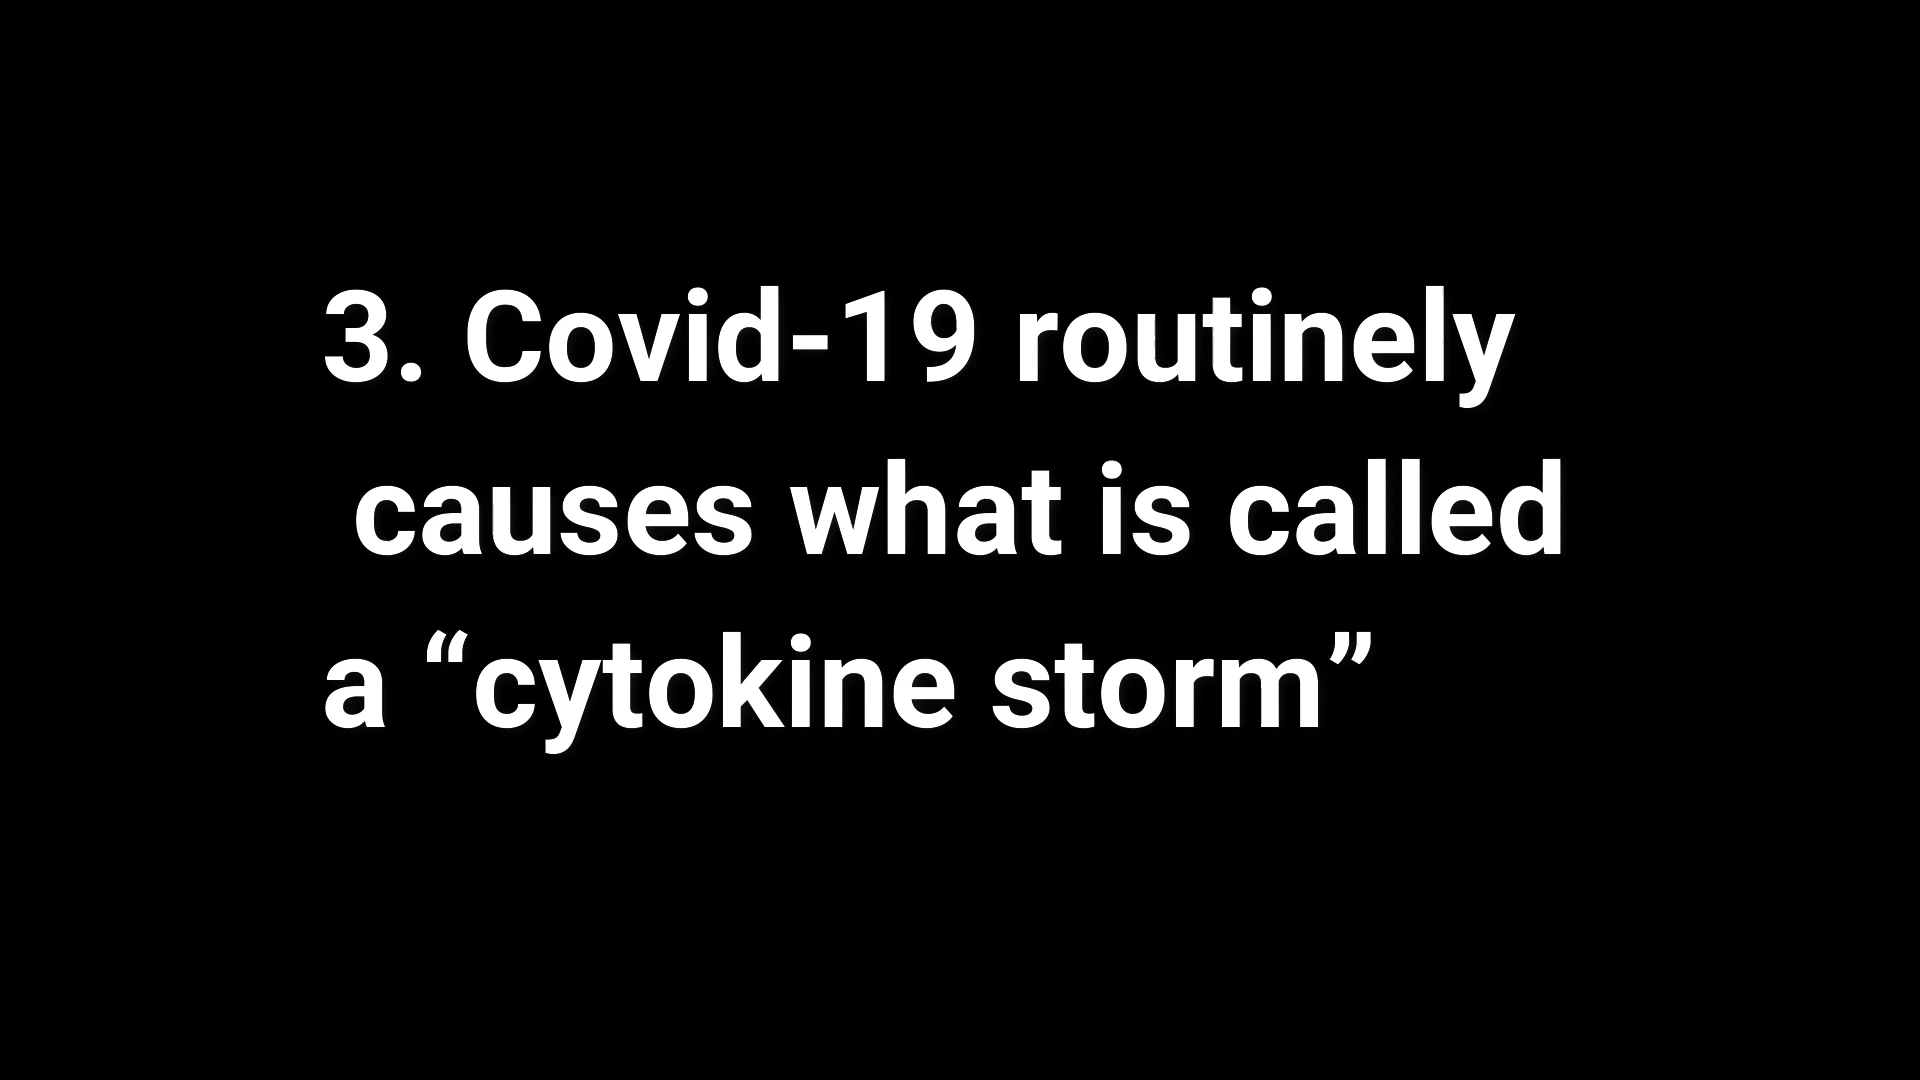 3. Covid-19 routinely
causes what is called
a “cytokine storm”